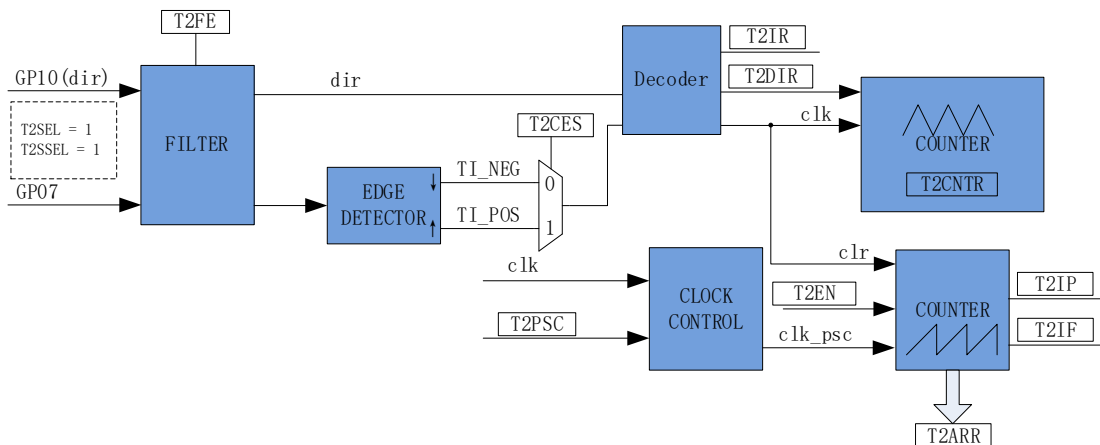 T2FE
T2IR
GP10(dir)
dir
Decoder
T2DIR
T2SEL = 1
T2SSEL = 1
T2CES
clk
FILTER
COUNTER
TI_NEG
0
T2CNTR
GP07
EDGE
DETECTOR
TI_POS
1
clr
clk
CLOCK
CONTROL
T2EN
T2IP
COUNTER
T2PSC
clk_psc
T2IF
T2ARR